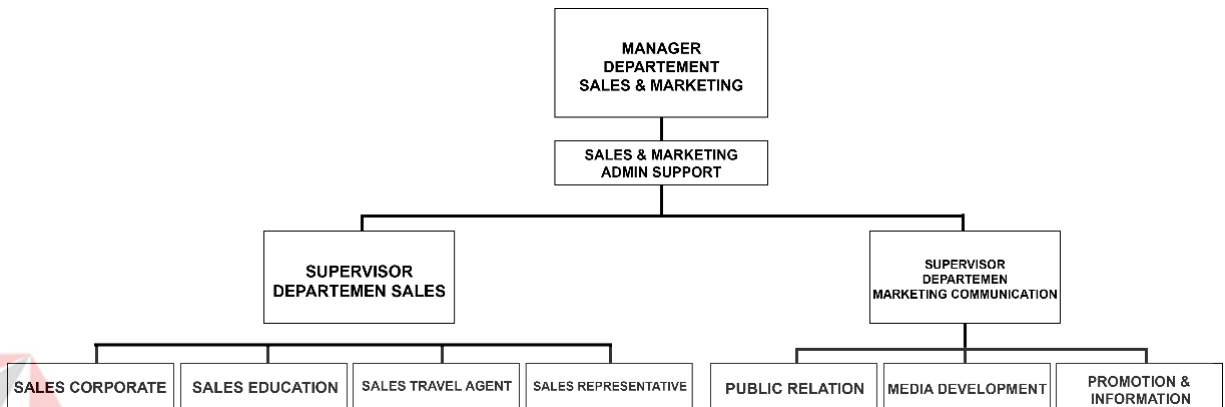 MANAGER
DEPARTEMENT
SALES & MARKETING
SALES & MARKETING
ADMIN SUPPORT
SUPERVISOR
DEPARTEMEN SALES
SUPERVISOR
DEPARTEMEN
MARKETING COMMUNICATION
SALES CORPORATE
SALES EDUCATION
SALES TRAVEL AGENT
SALES REPRESENTATIVE
PUBLIC RELATION
MEDIA DEVELOPMENT
PROMOTION &
INFORMATION